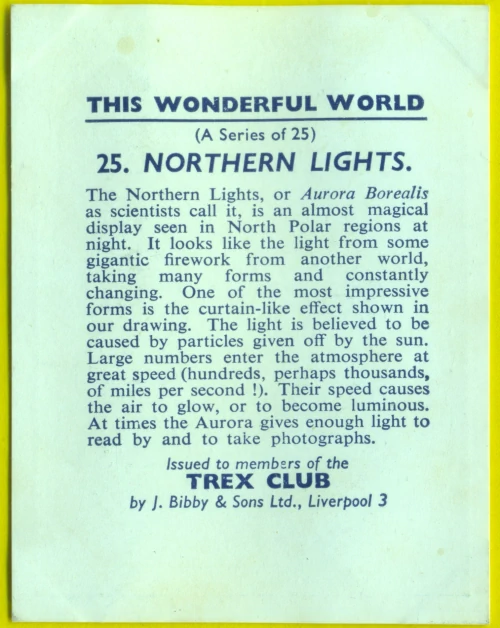 THIS WONDERFUL WORLD
(A Series of 25)
25. NORTHERN LIGHTS.
The Northern Lights, or Aurora Borealis
as scientists call it, is an almost magical
display seen in North Polar regions at
night. It looks like the light from some
gigantic firework from another world,
taking many forms and constantly
changing. One of the most impressive
forms is the curtain-like effect shown in
our drawing. The light is believed to be
caused by particles given off by the sun.
Large numbers enter the atmosphere at
great speed (hundreds, perhaps thousands,
of miles per second !). Their speed causes
the air to glow, or to become luminous.
At times the Aurora gives enough light to
read by and to take photographs.
Issued to members of the
TREX CLUB
by J. Bibby & Sons Ltd., Liverpool 3